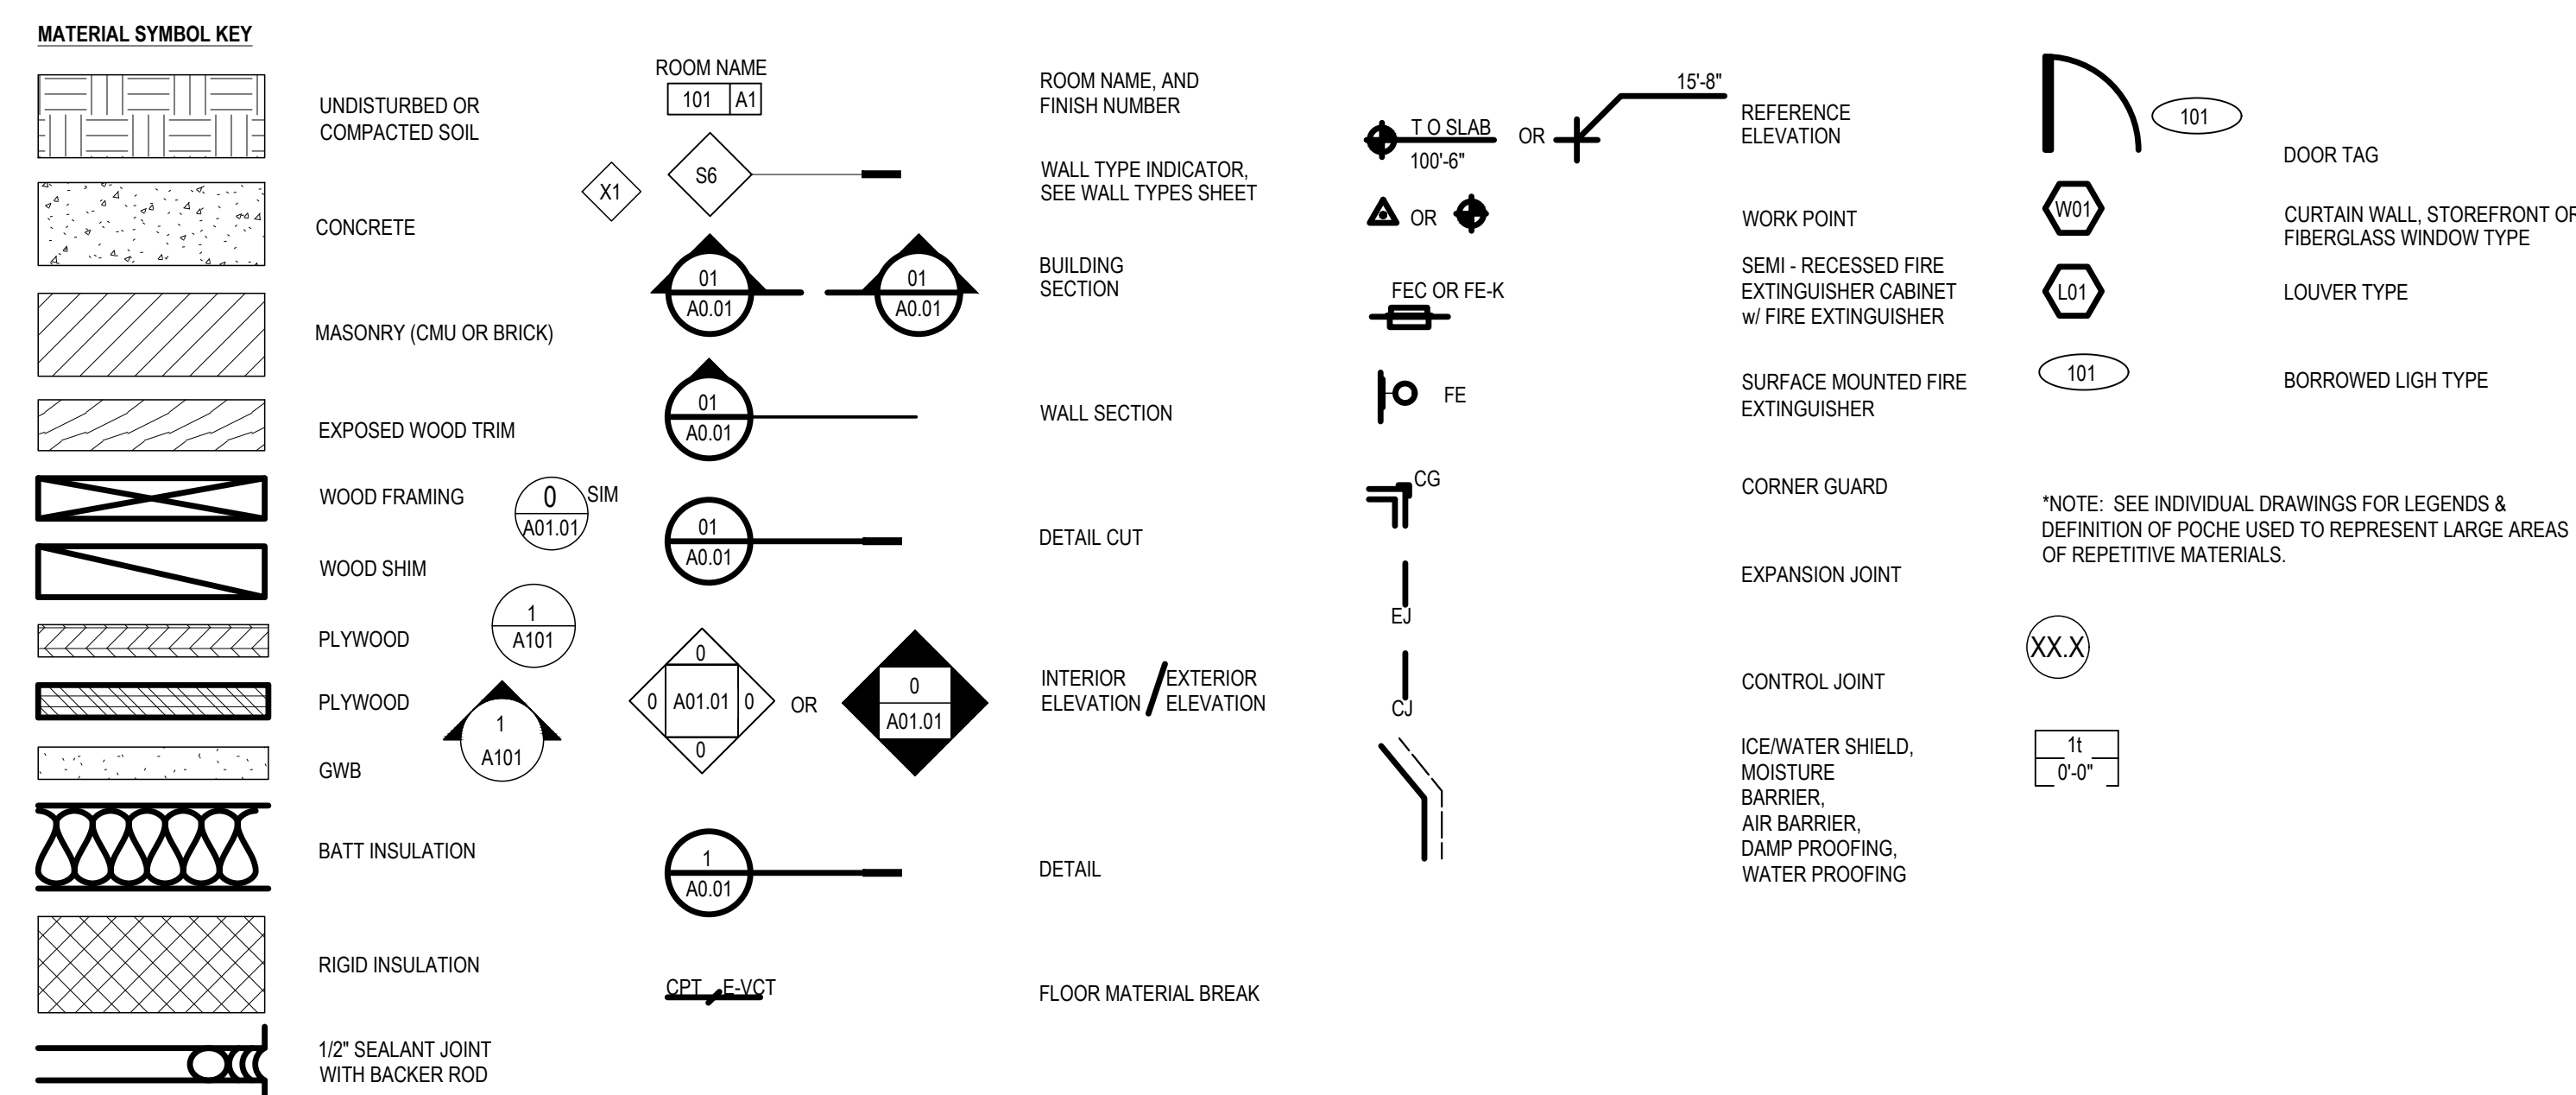 MATERIAL SYMBOL KEY
UNDISTURBED OR
COMPACTED SOIL
CONCRETE
MASONRY (CMU OR BRICK)
EXPOSED WOOD TRIM
WOOD FRAMING
WOOD SHIM
PLYWOOD
PLYWOOD
GWB
BATT INSULATION
RIGID INSULATION
1/2" SEALANT JOINT
WITH BACKER ROD
0
SIM
A01.01
1
A101
1
A101
ROOM NAME
101 A1
X1
S6
01
A0.01
01
A0.01
01
A0.01
01
A0.01
0
0 A01.01 0
0
OR
0
A01.01
1
A0.01
CPT E-VCT
ROOM NAME, AND
FINISH NUMBER
WALL TYPE INDICATOR,
SEE WALL TYPES SHEET
BUILDING
SECTION
WALL SECTION
DETAIL CUT
INTERIOR
ELEVATION
EXTERIOR
ELEVATION
DETAIL
FLOOR MATERIAL BREAK
T O SLAB
100'-6"
OR
15'-8"
OR
FEC OR FE-K
FE
CG
EJ
CJ
REFERENCE
ELEVATION
WORK POINT
SEMI - RECESSED FIRE
EXTINGUISHER CABINET
w/ FIRE EXTINGUISHER
SURFACE MOUNTED FIRE
EXTINGUISHER
CORNER GUARD
EXPANSION JOINT
CONTROL JOINT
ICE/WATER SHIELD,
MOISTURE
BARRIER,
AIR BARRIER,
DAMP PROOFING,
WATER PROOFING
101
DOOR TAG
W01
CURTAIN WALL, STOREFRONT OR
FIBERGLASS WINDOW TYPE
L01
LOUVER TYPE
101
BORROWED LIGH TYPE
*NOTE: SEE INDIVIDUAL DRAWINGS FOR LEGENDS &
DEFINITION OF POCHE USED TO REPRESENT LARGE AREAS
OF REPETITIVE MATERIALS.
XX.X
1t
0'-0"